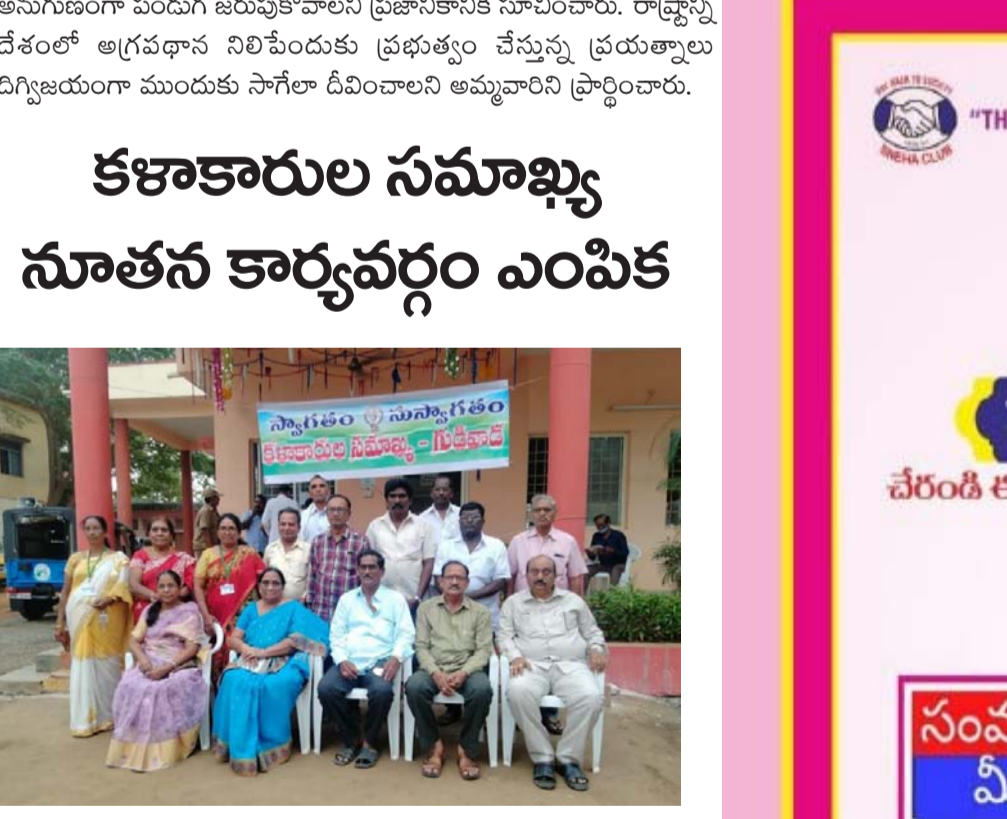 అనుగుణంగా పండుగ జరుపుకోవాలని ప్రజానికానికి సూచించారు. రాష్ట్రాన్ని
దేశంలో అగ్రపథాన నిలిపేందుకు ప్రభుత్వం చేస్తున్న ప్రయత్నాలు
దిగ్విజయంగా ముందుకు సాగేలా దీవించాలని అమ్మవారిని ప్రార్థించారు.
కళాకారుల సమాఖ్య
నూతన కార్యవర్గం ఎంపిక
స్వాగతం సుస్వాగతం
కళాకారుల సమాఖ్య - గుడివాడ
"TH
SNEHA CLUB
చేరండి
సంవ
మీ